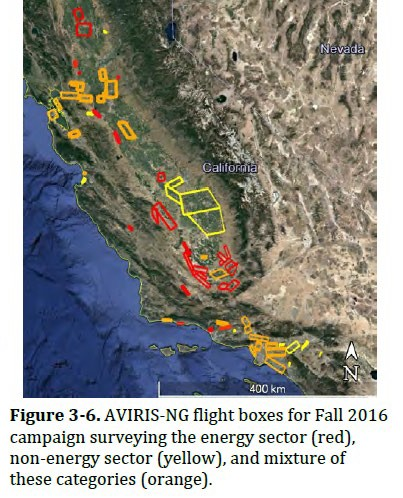 Nevada
California
N
400 km
Figure 3-6. AVIRIS-NG flight boxes for Fall 2016
campaign surveying the energy sector (red),
non-energy sector (yellow), and mixture of
these categories (orange).